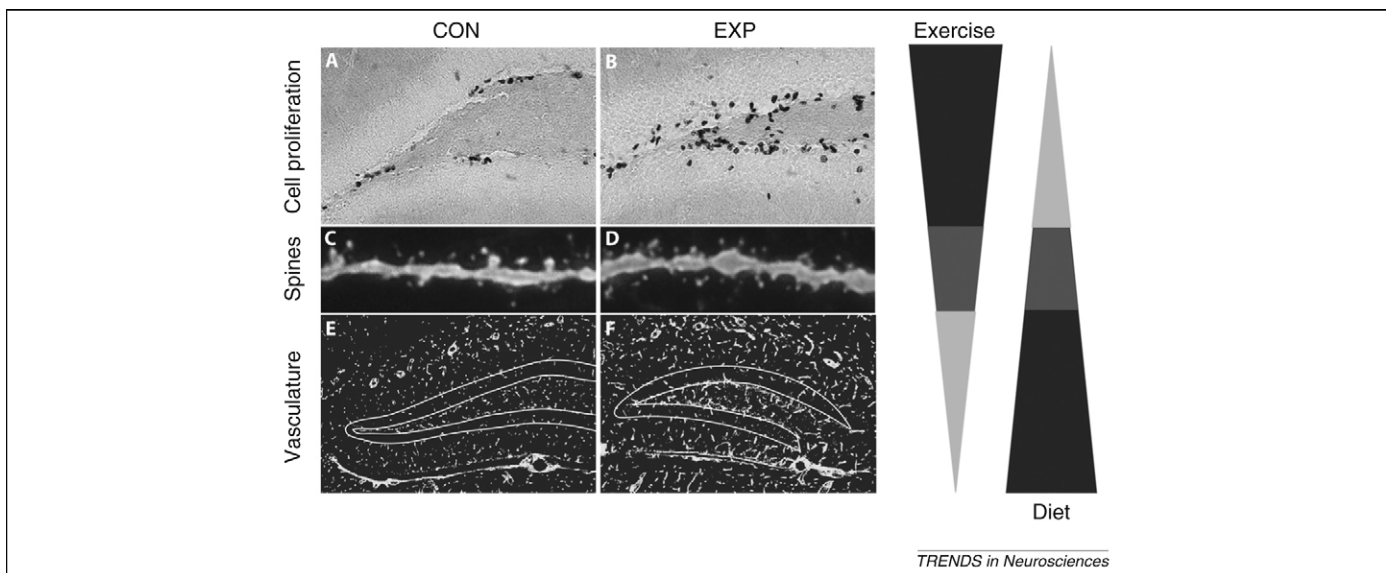 CON
EXP
Exercise
Cell proliferation
A
B
Spines
C
D
Vasculature
E
F
Diet
TRENDS in Neurosciences